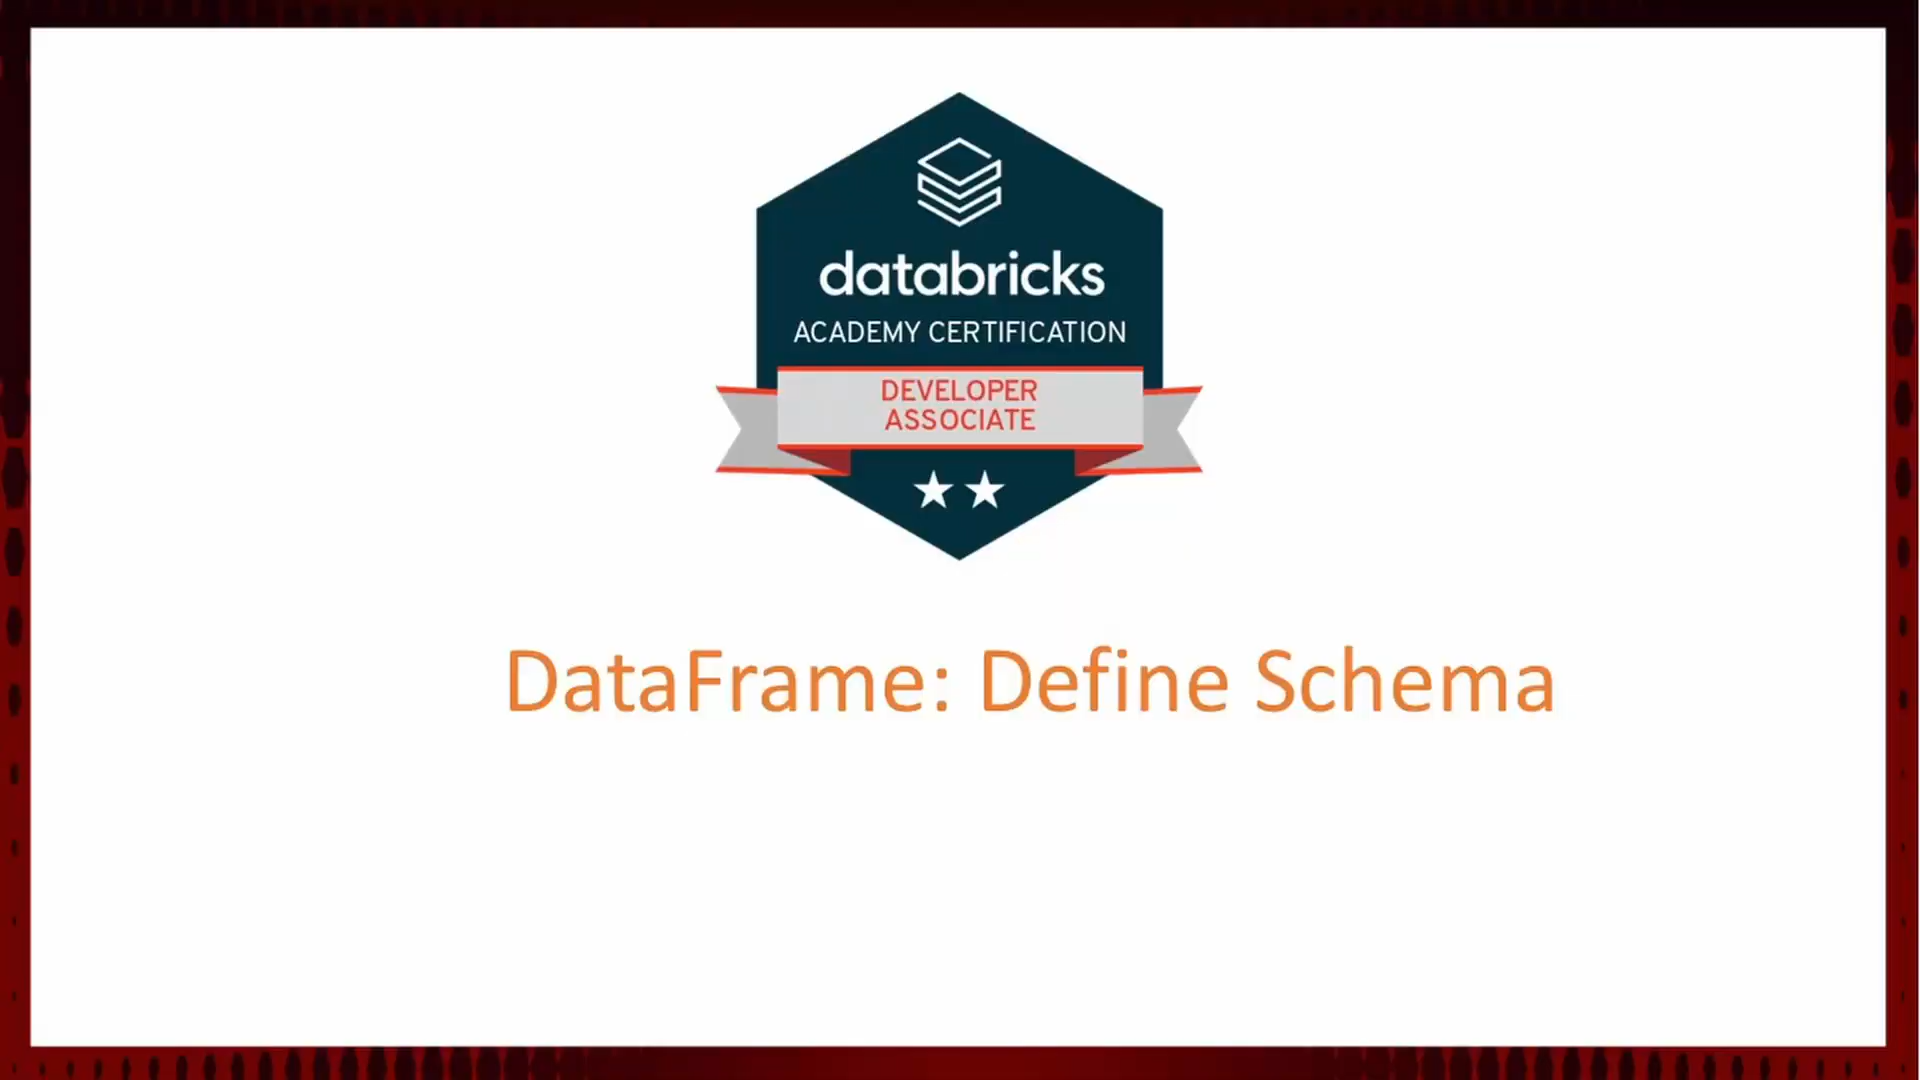 databricks
ACADEMY CERTIFICATION
DEVELOPER
ASSOCIATE
DataFrame: Define Schema